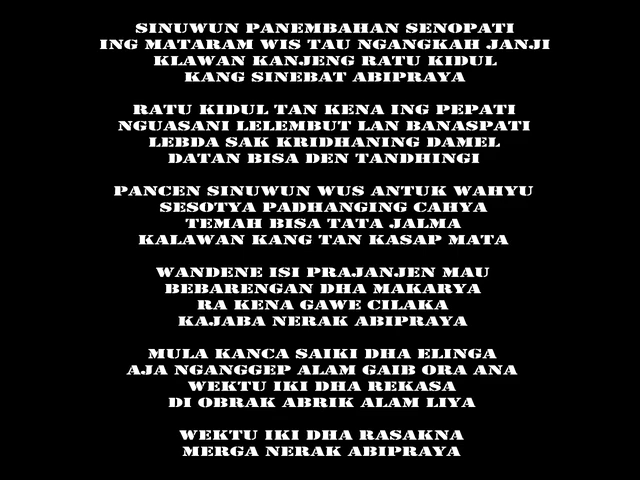 SINUWUN PANEMBAHAN SENOPATI
ING MATARAM WIS TAU NGANGKAH JANJI
KLAWAN KANJENG RATU KIDUL
KANG SINEBAT ABIPRAYA
RATU KIDUL TAN KENA ING PEPATI
NGUASANI LELEMBUT LAN BANASPATI
LEBDA SAK KRIDHANING DAMEL
DATAN BISA DEN TANDHINGI
PANCEN SINUWUN WUS ANTUK WAHYU
SESOTYA PADHANGING CAHYA
TEMAH BISA TATA JALMA
KALAWAN KANG TAN KASAP MATA
WANDENE ISI PRAJANJEN MAU
BEBARENGAN DHA MAKARYA
RA KENA GAWE CILAKA
KAJABA NERAK ABIPRAYA
MULA KANCA SAIKI DHA ELINGA
AJA NGANGGEP ALAM GAIB ORA ANA
WEKTU IKI DHA REKASA
DI OBRAK ABRIK ALAM LIYA
WEKTU IKI DHA RASAKNA
MERGA NERAK ABIPRAYA